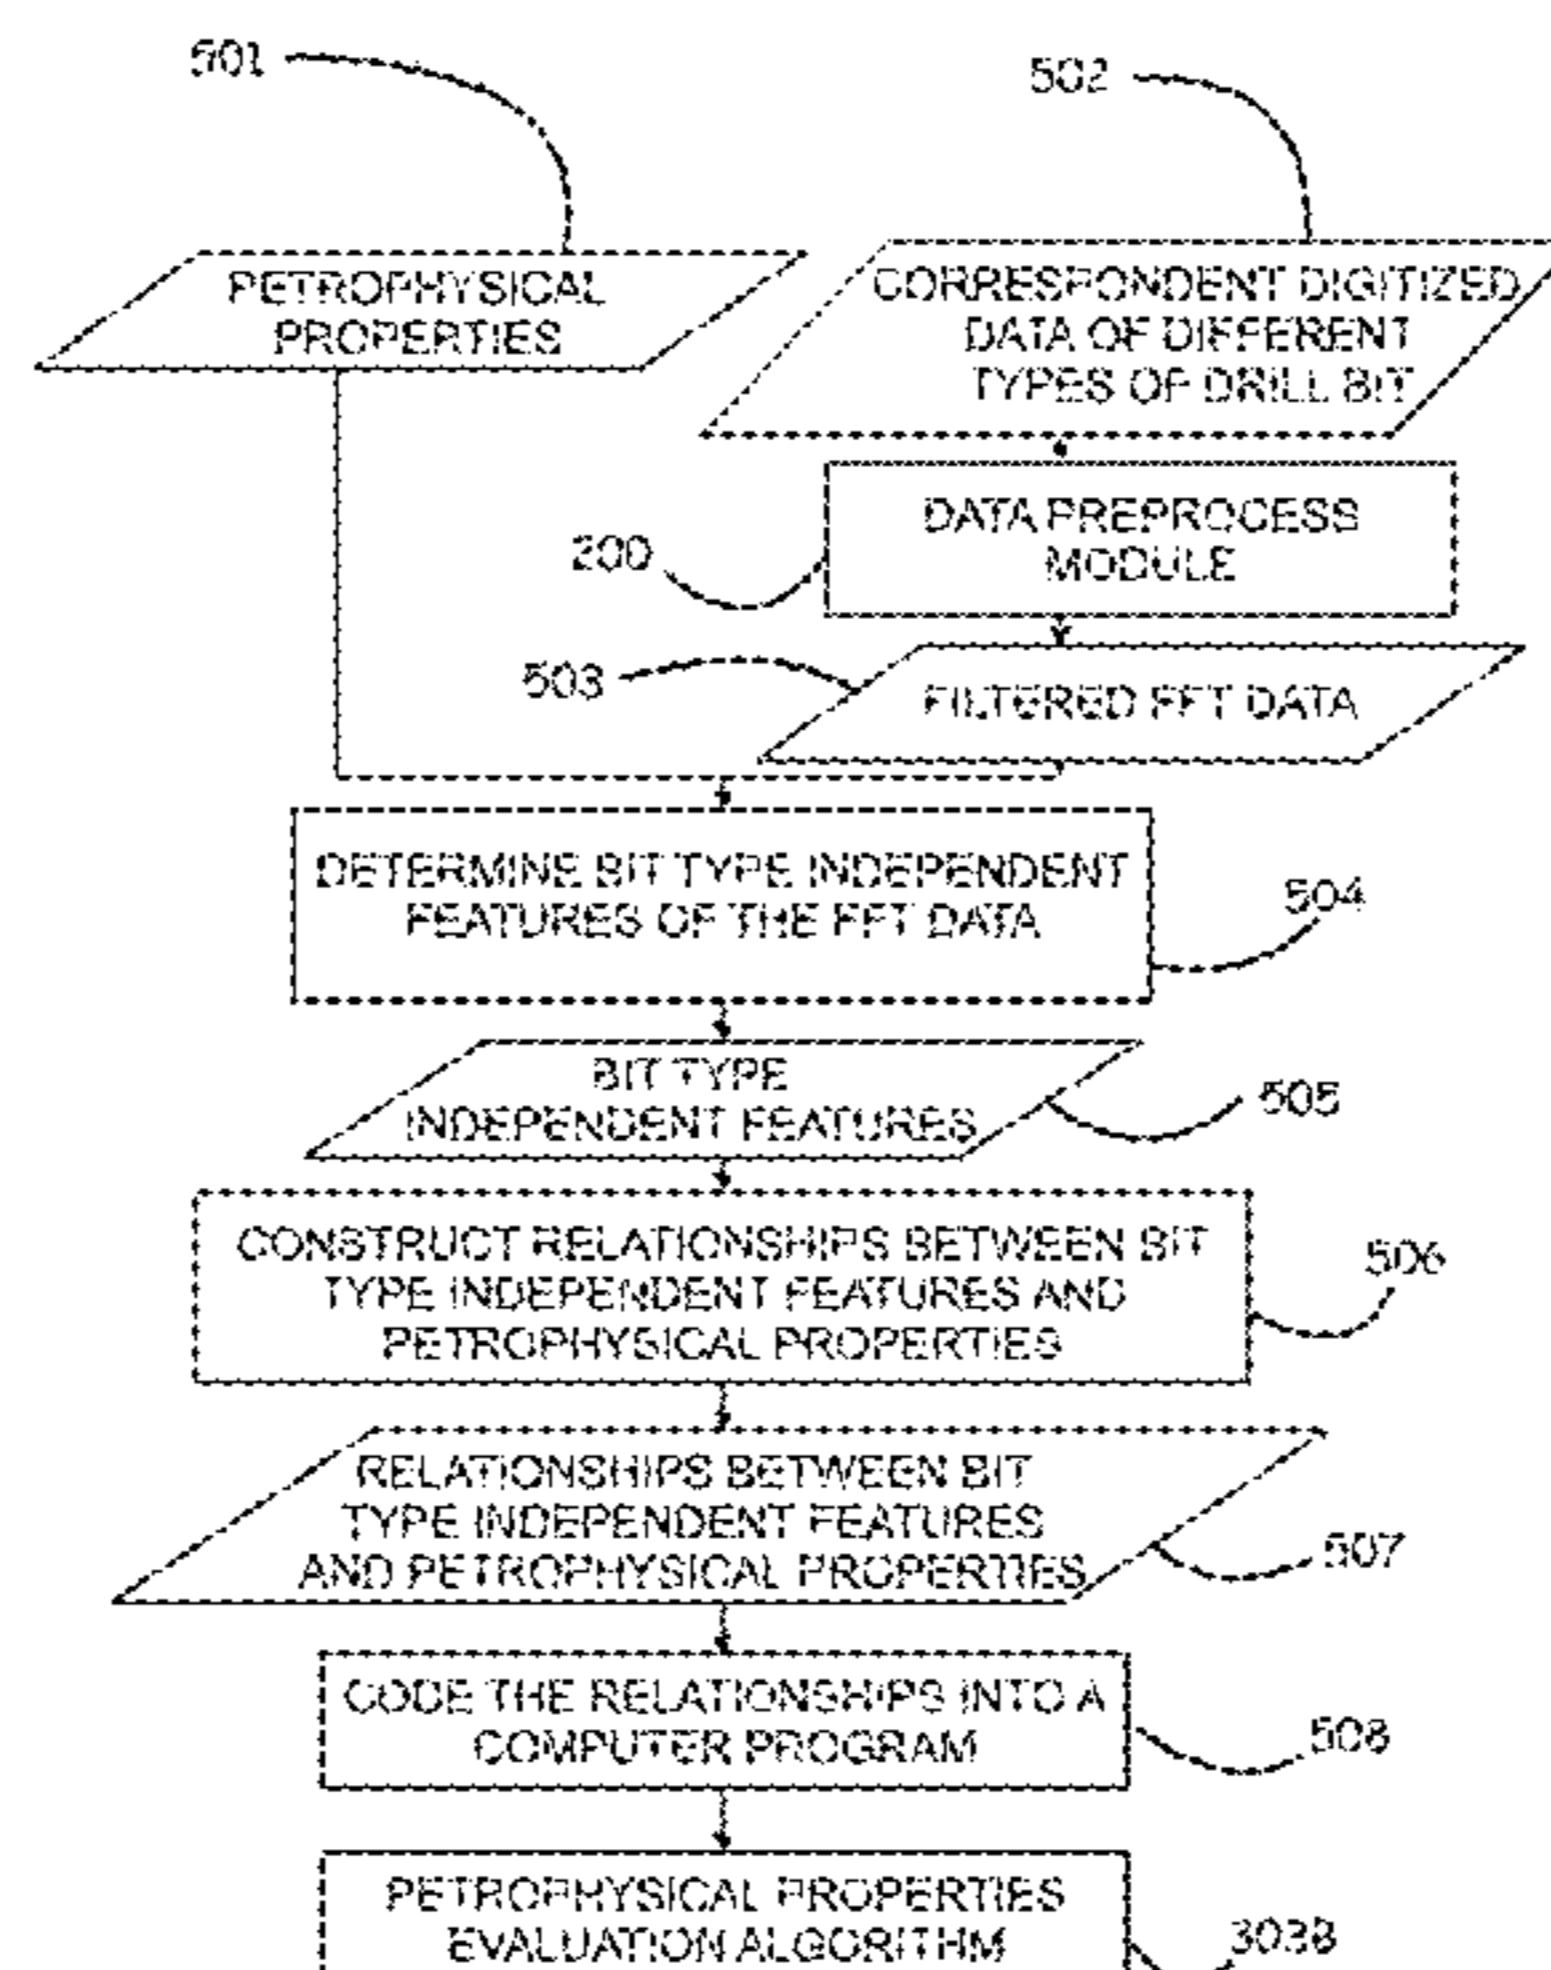 501
502
PETROPHYSICAL
PROPERTIES
CORRESPONDENT DIGITIZED
DATA OF DIFFERENT
TYPES OF DRILL BIT
200
DATA PREPROCESS
MODULE
503
FILTERED FFT DATA
DETERMINE BIT TYPE INDEPENDENT
FEATURES OF THE FFT DATA
504
BIT TYPE
INDEPENDENT FEATURES
505
CONSTRUCT RELATIONSHIPS BETWEEN BIT
TYPE INDEPENDENT FEATURES AND
PETROPHYSICAL PROPERTIES
506
RELATIONSHIPS BETWEEN BIT
TYPE INDEPENDENT FEATURES
AND PETROPHYSICAL PROPERTIES
507
CODE THE RELATIONSHIPS INTO A
COMPUTER PROGRAM
508
PETROPHYSICAL PROPERTIES
EVALUATION ALGORITHM
303B